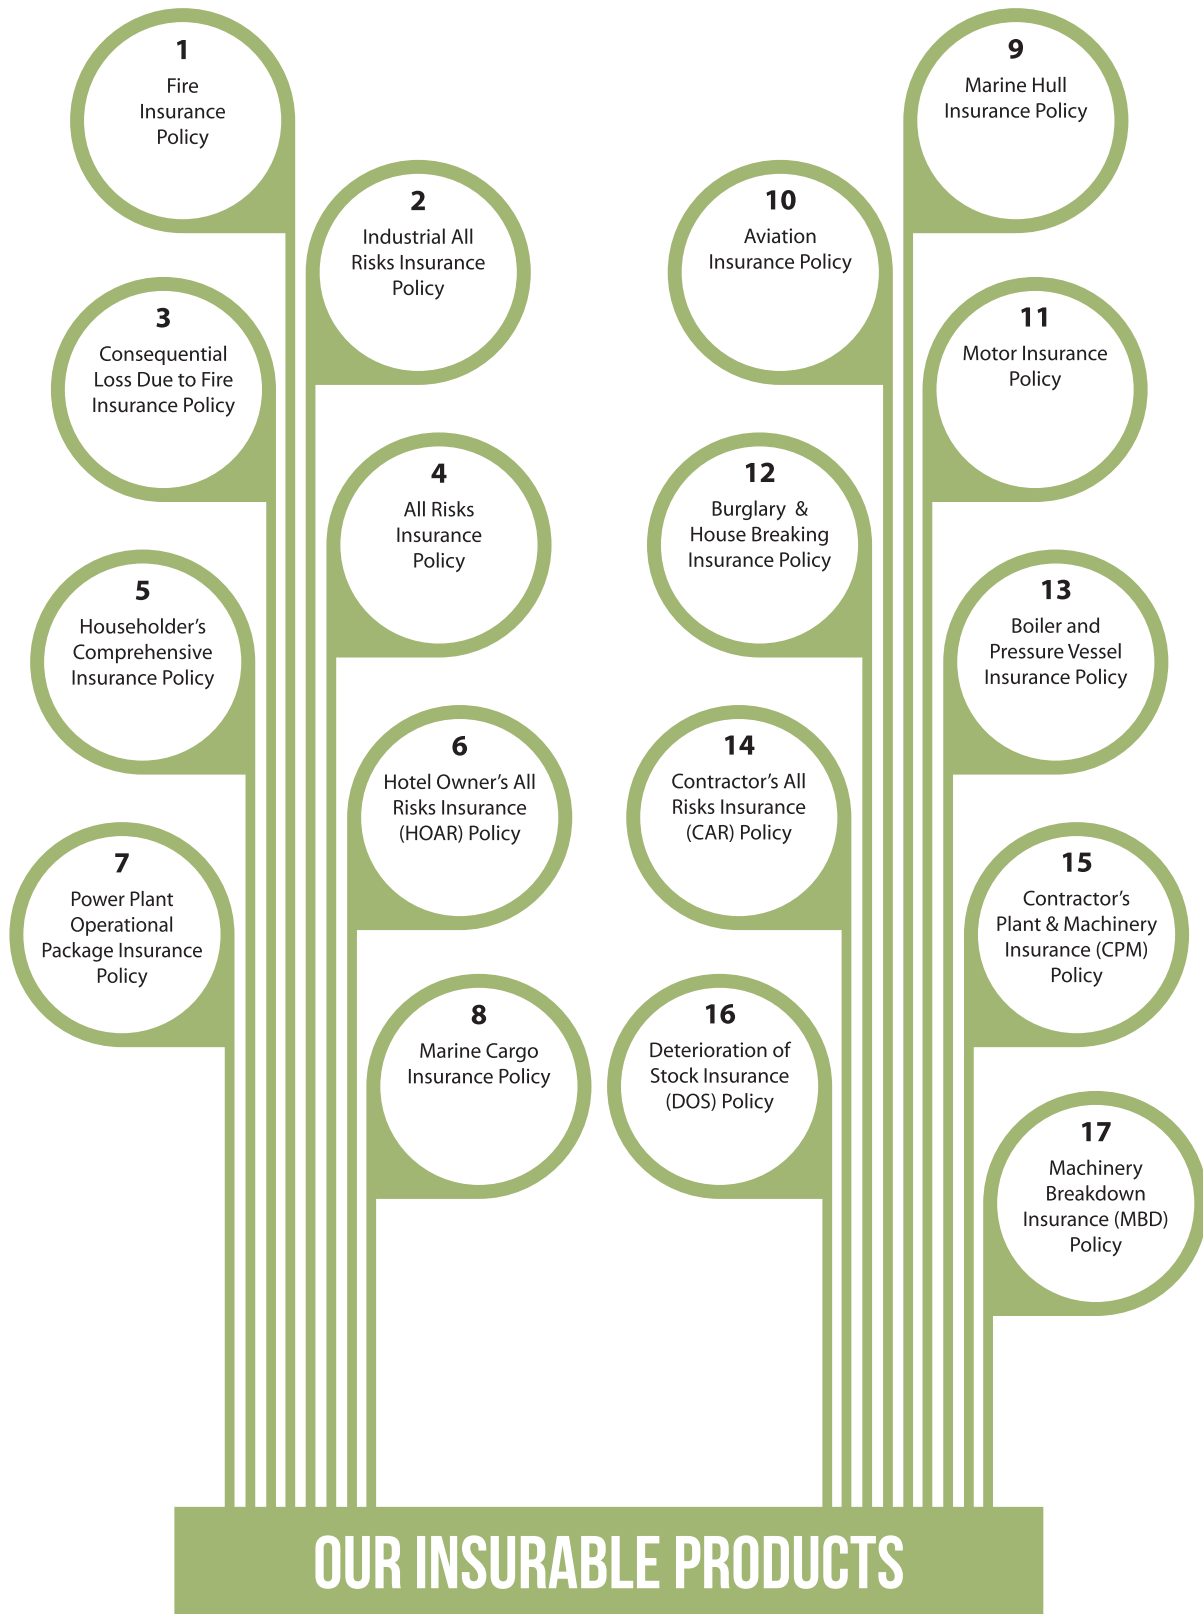 1
Fire
Insurance
Policy
2
Industrial All
Risks Insurance
Policy
3
Consequential
Loss Due to Fire
Insurance Policy
4
All Risks
Insurance
Policy
5
Householder’s
Comprehensive
Insurance Policy
6
Hotel Owner’s All
Risks Insurance
(HOAR) Policy
7
Power Plant
Operational
Package Insurance
Policy
8
Marine Cargo
Insurance Policy
9
Marine Hull
Insurance Policy
10
Aviation
Insurance Policy
11
Motor Insurance
Policy
12
Burglary &
House Breaking
Insurance Policy
13
Boiler and
Pressure Vessel
Insurance Policy
14
Contractor’s All
Risks Insurance
(CAR) Policy
15
Contractor’s
Plant & Machinery
Insurance (CPM)
Policy
16
Deterioration of
Stock Insurance
(DOS) Policy
17
Machinery
Breakdown
Insurance (MBD)
Policy
OUR INSURABLE PRODUCTS